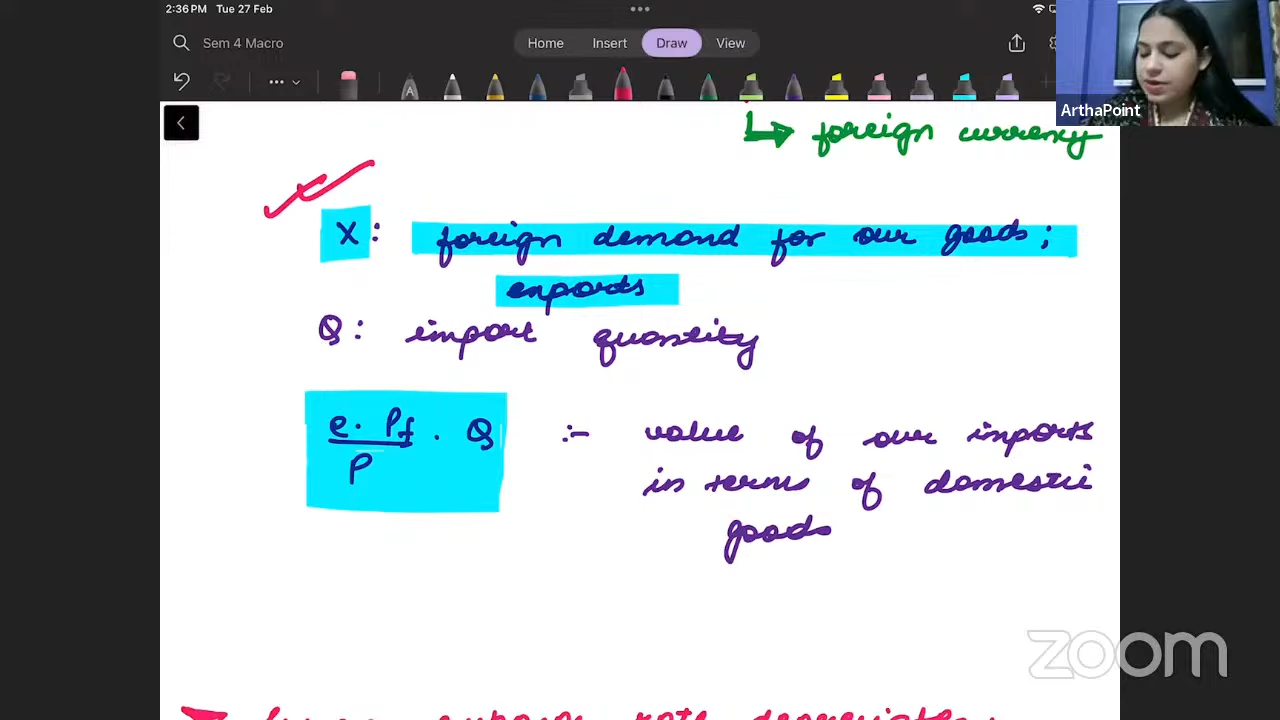 2:36 PM Tue 27 Feb
Sem 4 Macro
Home Insert Draw View
A
ArthaPoint
↳ foreign currency
X: foreign demand for our goods;
exports
Q: import quantity
e. Pf / P . Q :- value of our imports
in terms of domestic
goods
zoom